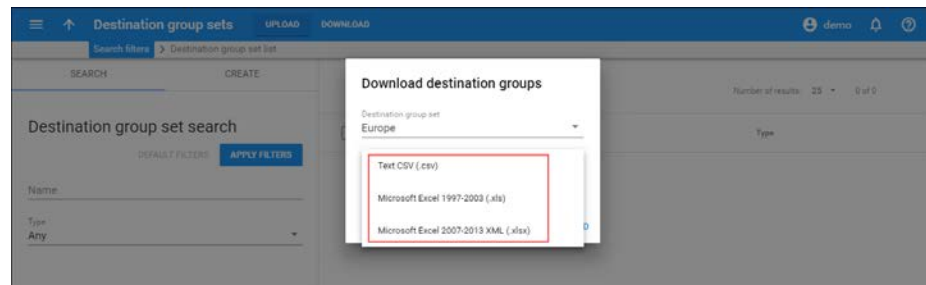 Destination group sets UPLOAD DOWNLOAD demo
Search filters Destination group set list
SEARCH CREATE
Download destination groups
Number of results: 25 0 of 0
Destination group set
Europe
Destination group set search
Type
DEFAULT FILTERS APPLY FILTERS
Text CSV (.csv)
Name
Microsoft Excel 1997-2003 (.xls)
Type
Any
Microsoft Excel 2007-2013 XML (.xlsx)